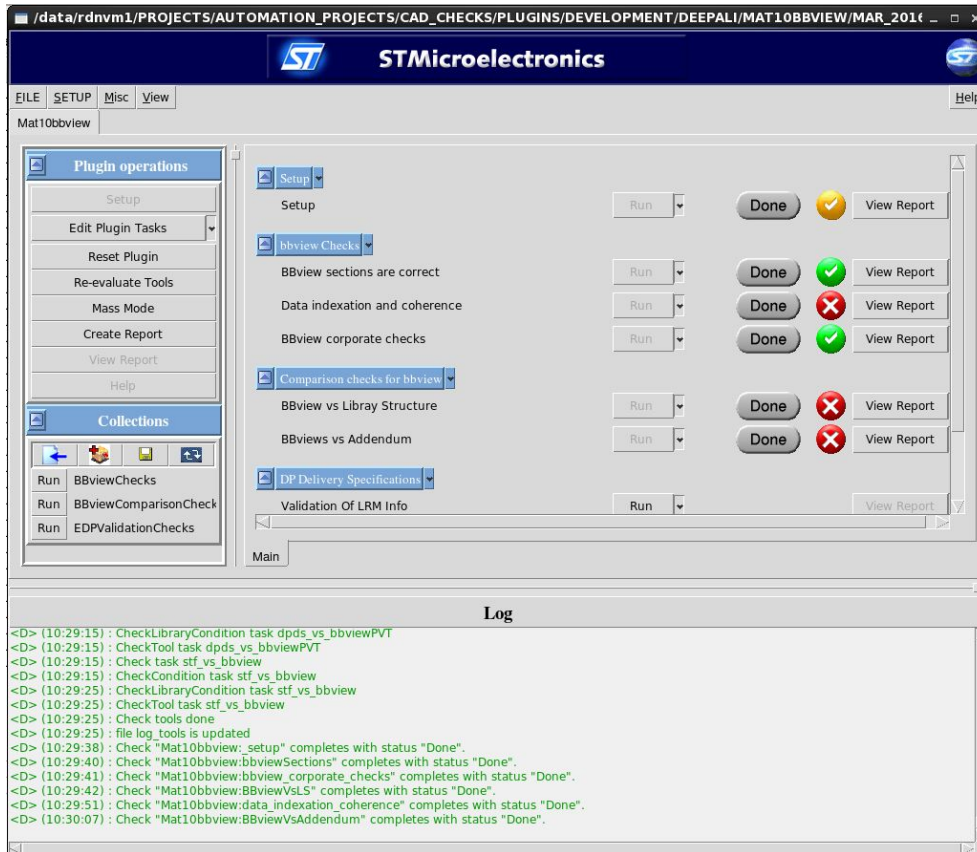 /data/rdnvm1/PROJECTS/AUTOMATION_PROJECTS/CAD_CHECKS/PLUGINS/DEVELOPMENT/DEEPALI/MAT10BBVIEW/MAR_2016
ST STMicroelectronics ST
FILE SETUP Misc View Help
Mat10bbview
Plugin operations
Setup
Edit Plugin Tasks
Reset Plugin
Re-evaluate Tools
Mass Mode
Create Report
View Report
Help
Collections
Run BBviewChecks
Run BBviewComparisonCheck
Run EDPValidationChecks
Setup
Setup Run Done View Report
bbview Checks
BBview sections are correct Run Done View Report
Data indexation and coherence Run Done View Report
BBview corporate checks Run Done View Report
Comparison checks for bbview
BBview vs Libray Structure Run Done View Report
BBviews vs Addendum Run Done View Report
DP Delivery Specifications
Validation Of LRM Info Run View Report
Main
Log
<D> (10:29:15) : CheckLibraryCondition task dpds_vs_bbviewPVT
<D> (10:29:15) : CheckTool task dpds_vs_bbviewPVT
<D> (10:29:15) : Check task stf_vs_bbview
<D> (10:29:15) : CheckCondition task stf_vs_bbview
<D> (10:29:25) : CheckLibraryCondition task stf_vs_bbview
<D> (10:29:25) : CheckTool task stf_vs_bbview
<D> (10:29:25) : Check tools done
<D> (10:29:25) : file log_tools is updated
<D> (10:29:38) : Check "Mat10bbview:_setup" completes with status "Done".
<D> (10:29:40) : Check "Mat10bbview:bbviewSections" completes with status "Done".
<D> (10:29:41) : Check "Mat10bbview:bbview_corporate_checks" completes with status "Done".
<D> (10:29:42) : Check "Mat10bbview:BBviewVsLS" completes with status "Done".
<D> (10:29:51) : Check "Mat10bbview:data_indexation_coherence" completes with status "Done".
<D> (10:30:07) : Check "Mat10bbview:BBviewVsAddendum" completes with status "Done".